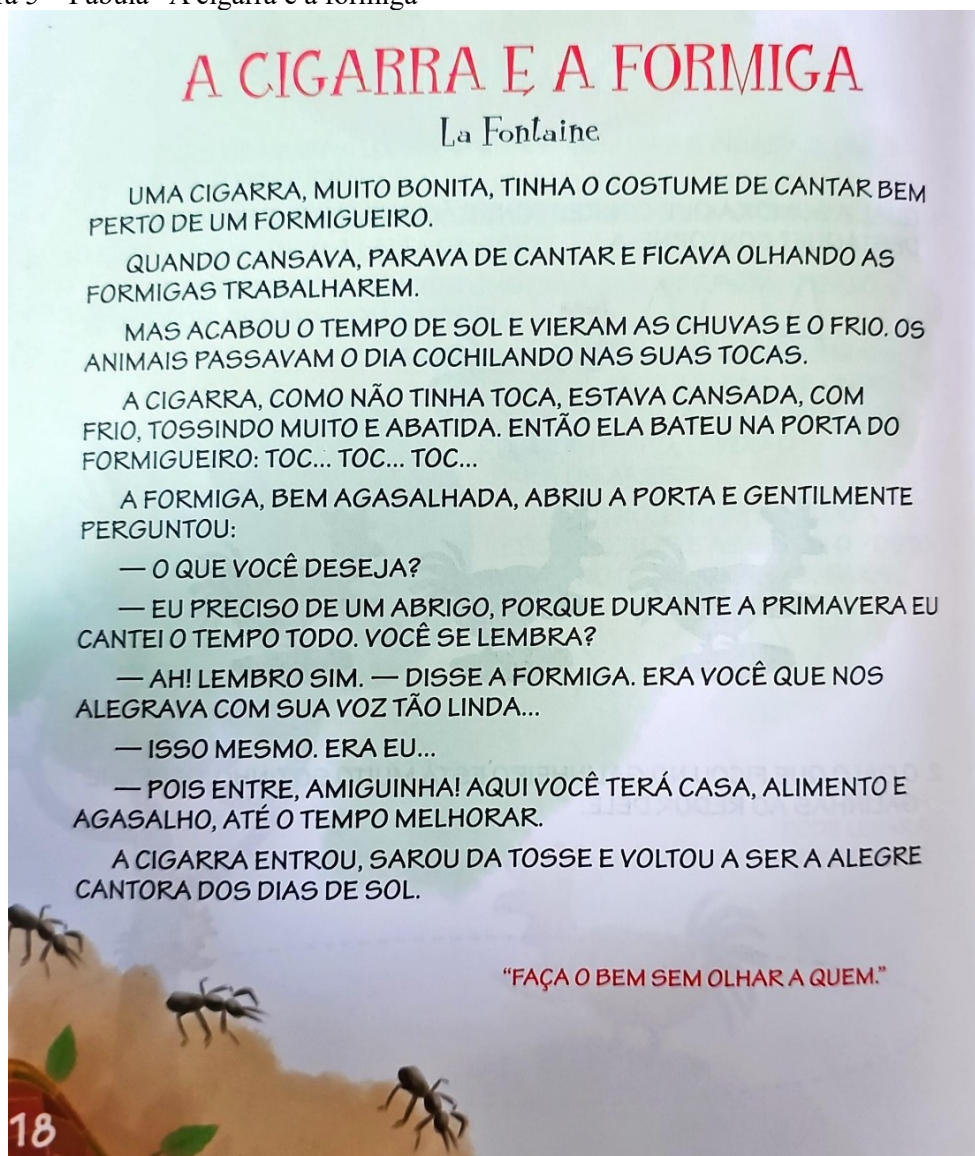 A CIGARRA E A FORMIGA
La Fontaine
UMA CIGARRA, MUITO BONITA, TINHA O COSTUME DE CANTAR BEM
PERTO DE UM FORMIGUEIRO.
QUANDO CANSAVA, PARAVA DE CANTAR E FICAVA OLHANDO AS
FORMIGAS TRABALHAREM.
MAS ACABOU O TEMPO DE SOL E VIERAM AS CHUVAS E O FRIO. OS
ANIMAIS PASSAVAM O DIA COCHILANDO NAS SUAS TOCAS.
A CIGARRA, COMO NÃO TINHA TOCA, ESTAVA CANSADA, COM
FRIO, TOSSINDO MUITO E ABATIDA. ENTÃO ELA BATEU NA PORTA DO
FORMIGUEIRO: TOC... TOC... TOC...
A FORMIGA, BEM AGASALHADA, ABRIU A PORTA E GENTILMENTE
PERGUNTOU:
— O QUE VOCÊ DESEJA?
— EU PRECISO DE UM ABRIGO, PORQUE DURANTE A PRIMAVERA EU
CANTEI O TEMPO TODO. VOCÊ SE LEMBRA?
— AH! LEMBRO SIM. — DISSE A FORMIGA. ERA VOCÊ QUE NOS
ALEGRAVA COM SUA VOZ TÃO LINDA...
— ISSO MESMO. ERA EU...
— POIS ENTRE, AMIGUINHA! AQUI VOCÊ TERÁ CASA, ALIMENTO E
AGASALHO, ATÉ O TEMPO MELHORAR.
A CIGARRA ENTROU, SAROU DA TOSSE E VOLTOU A SER A ALEGRE
CANTORA DOS DIAS DE SOL.
“FAÇA O BEM SEM OLHAR A QUEM.”
18